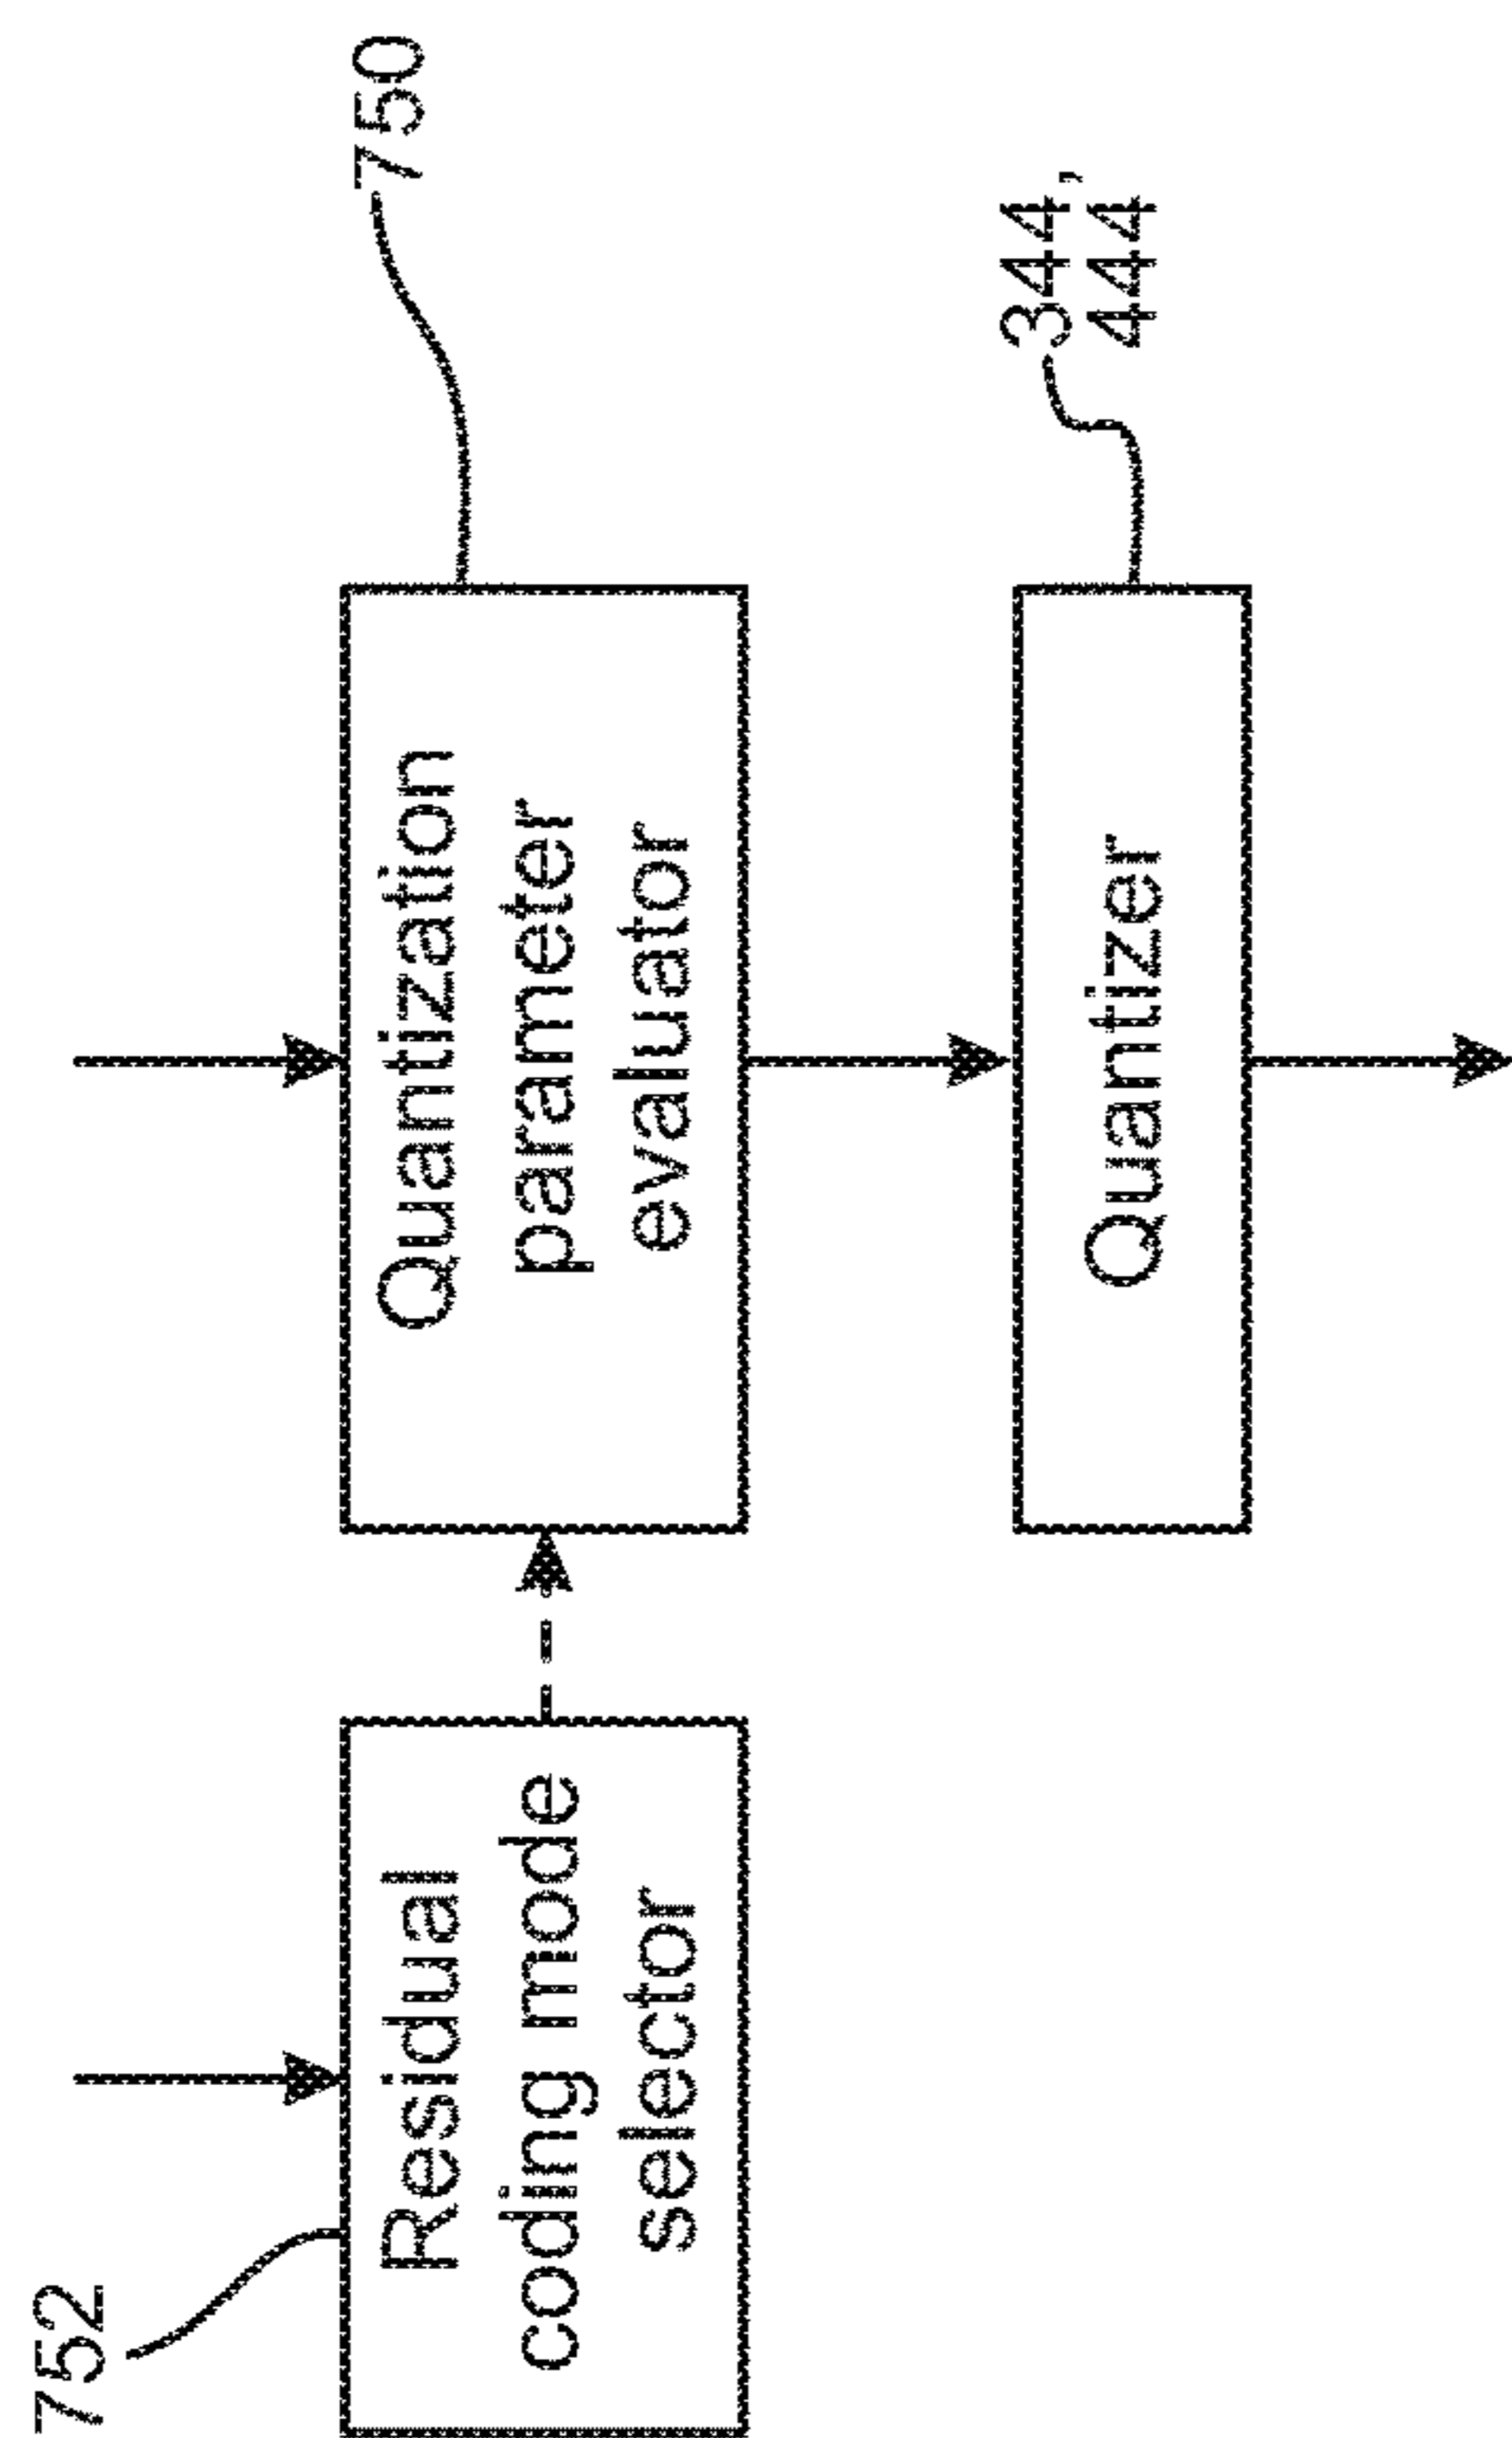 752
Residual
coding mode
selector
Quantization
parameter
evaluator
750
Quantizer
344,
444